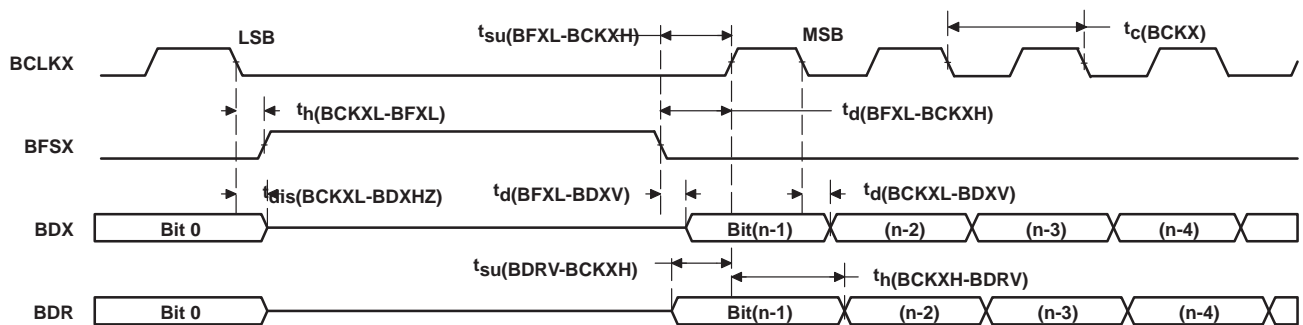 LSB
tsu(BFXL-BCKXH)
MSB
tc(BCKX)
BCLKX
th(BCKXL-BFXL)
td(BFXL-BCKXH)
BFSX
tdis(BCKXL-BDXHZ)
td(BFXL-BDXV)
td(BCKXL-BDXV)
BDX
Bit 0
Bit(n-1)
(n-2)
(n-3)
(n-4)
tsu(BDRV-BCKXH)
th(BCKXH-BDRV)
BDR
Bit 0
Bit(n-1)
(n-2)
(n-3)
(n-4)